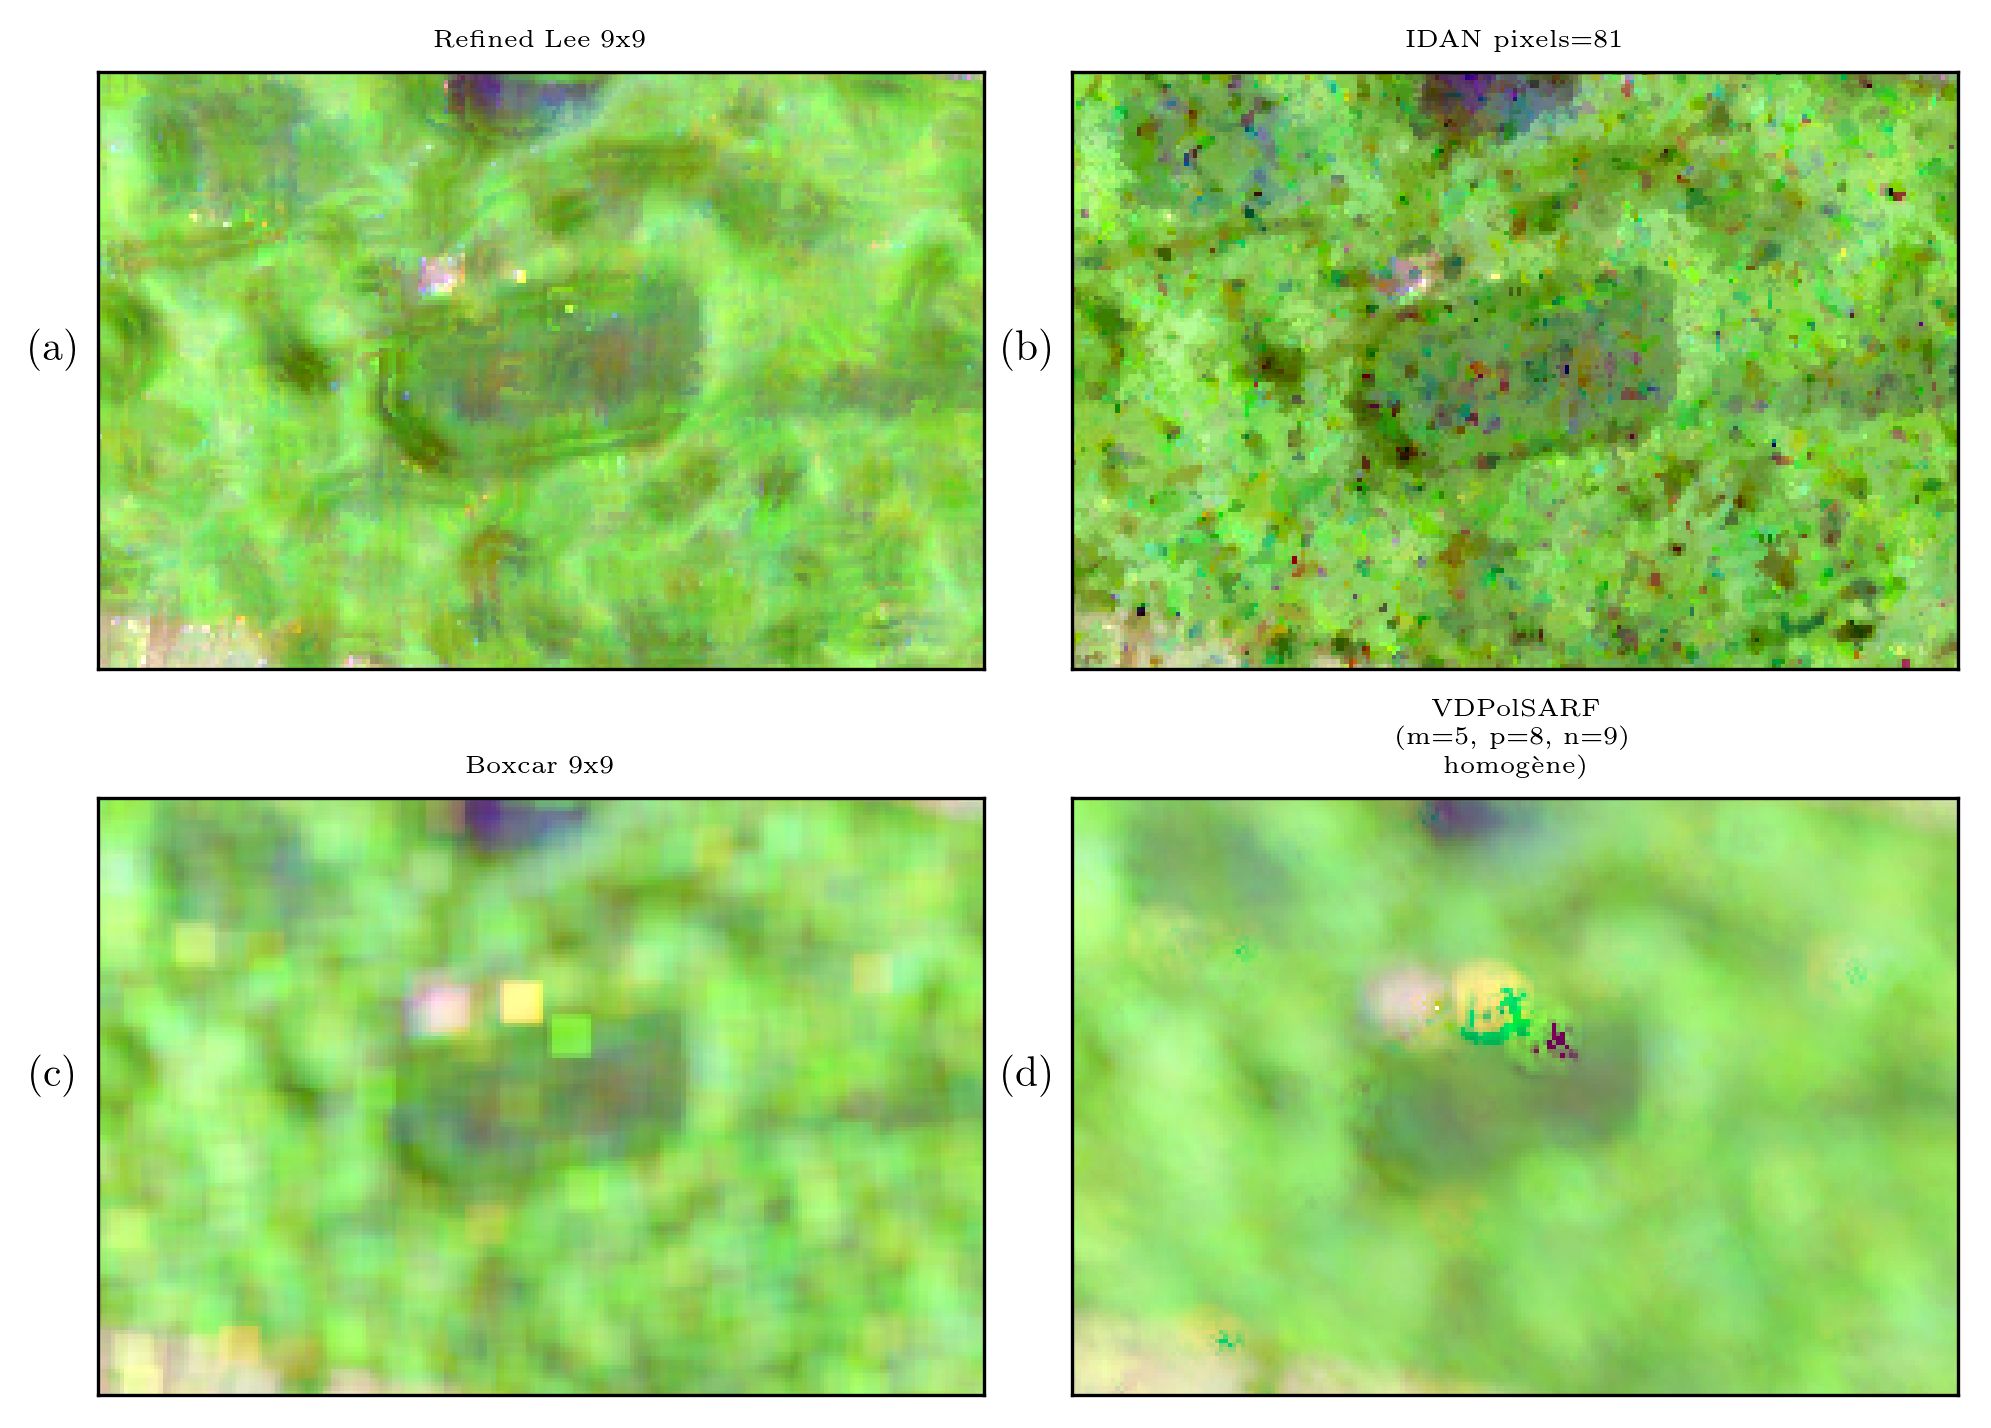 Refined Lee 9x9
IDAN pixels=81
(a)
(b)
Boxcar 9x9
VDPolSARF
(m=5, p=8, n=9)
homogène)
(c)
(d)